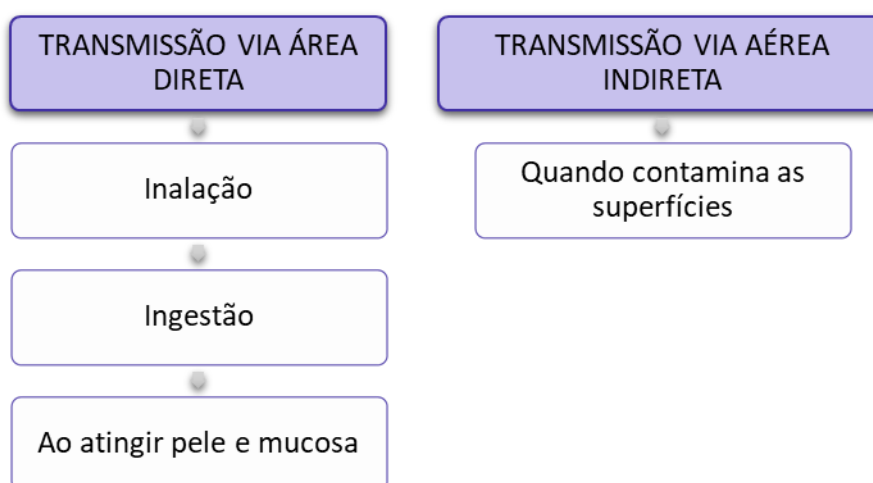 TRANSMISSÃO VIA ÁREA
DIRETA
Inalação
Ingestão
Ao atingir pele e mucosa
TRANSMISSÃO VIA AÉREA
INDIRETA
Quando contamina as
superfícies